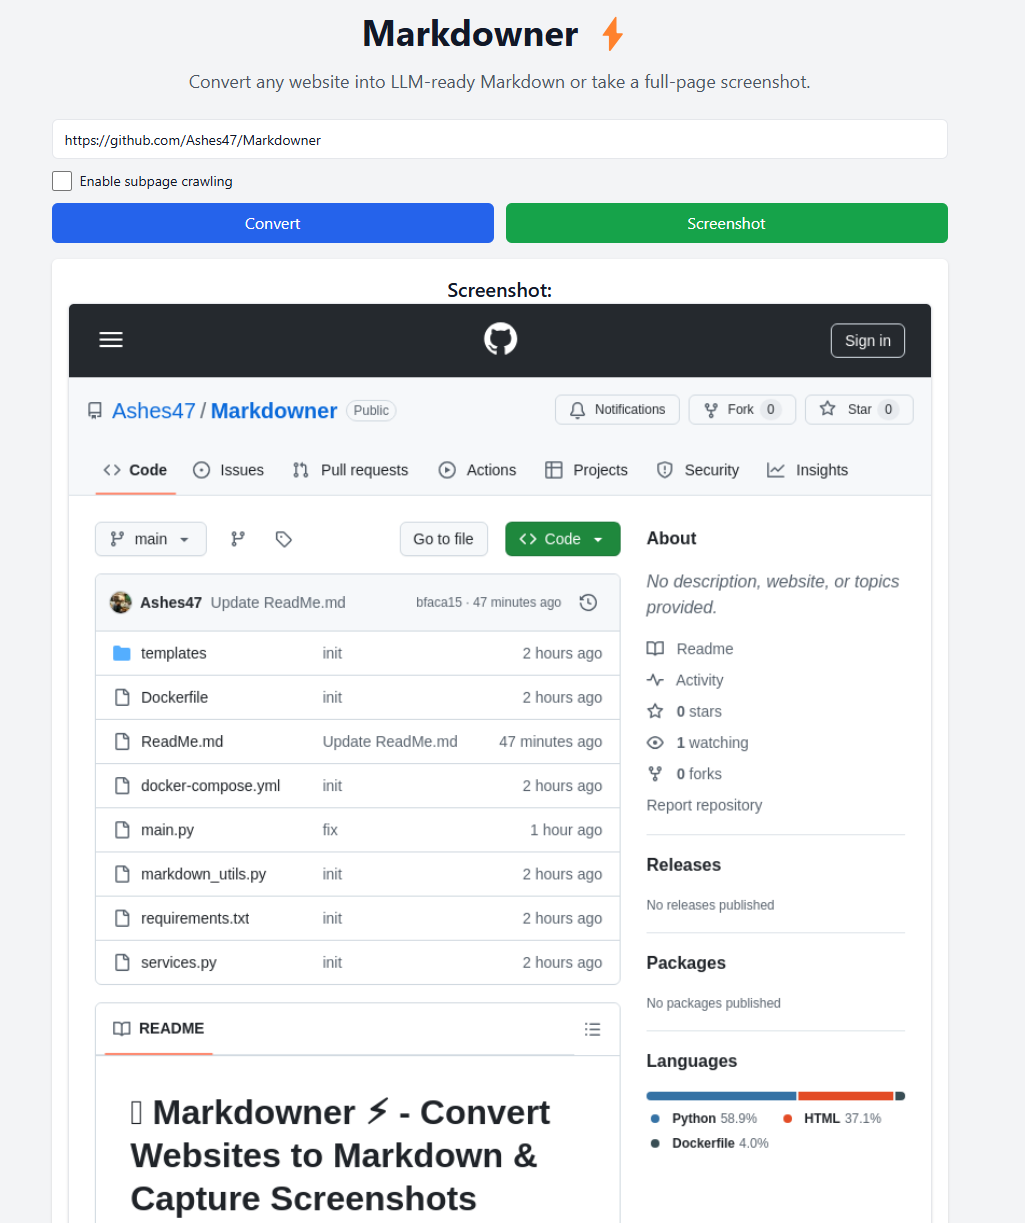 Markdowner ⚡
Convert any website into LLM-ready Markdown or take a full-page screenshot.
https://github.com/Ashes47/Markdowner
Enable subpage crawling
Convert
Screenshot
Screenshot:
Sign in
Ashes47 / Markdowner Public
Notifications
Fork 0
Star 0
Code
Issues
Pull requests
Actions
Projects
Security
Insights
main
Go to file
Code
Ashes47 Update ReadMe.md bfaca15 · 47 minutes ago
templates init 2 hours ago
Dockerfile init 2 hours ago
ReadMe.md Update ReadMe.md 47 minutes ago
docker-compose.yml init 2 hours ago
main.py fix 1 hour ago
markdown_utils.py init 2 hours ago
requirements.txt init 2 hours ago
services.py init 2 hours ago
README
▯ Markdowner ⚡ - Convert
Websites to Markdown &
Capture Screenshots
About
No description, website, or topics
provided.
Readme
Activity
0 stars
1 watching
0 forks
Report repository
Releases
No releases published
Packages
No packages published
Languages
Python 58.9%
HTML 37.1%
Dockerfile 4.0%